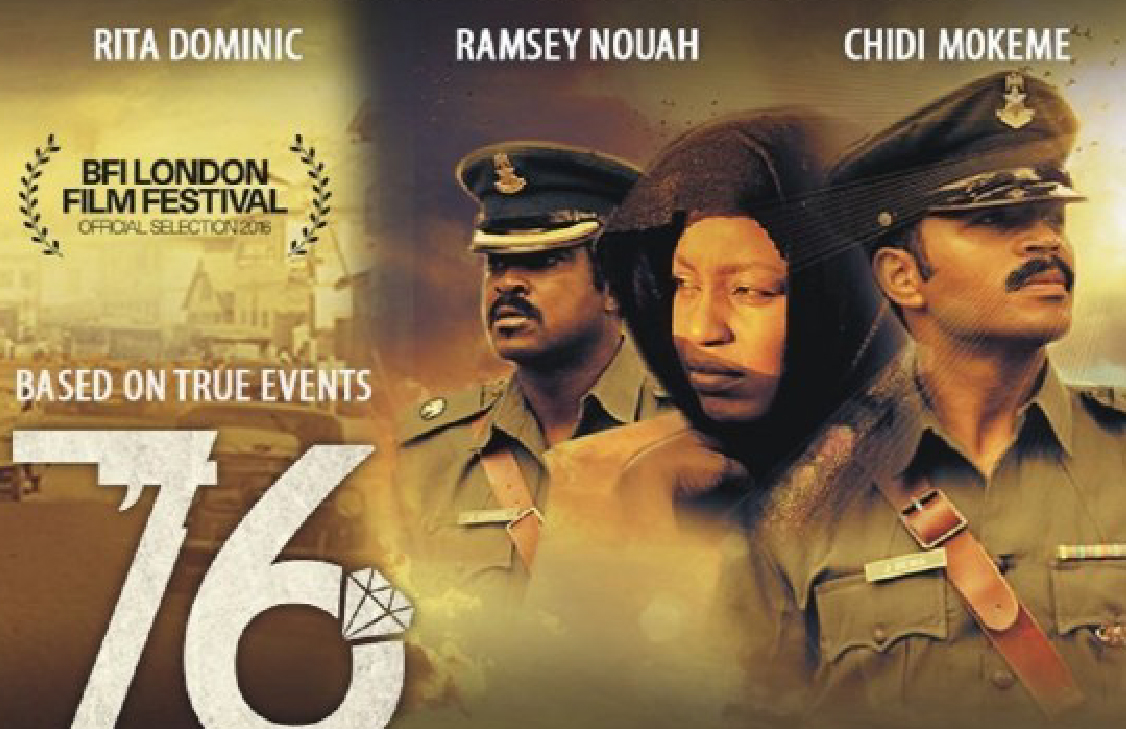 RITA DOMINIC
RAMSEY NOUAH
CHIDI MOKEME
BFI LONDON
FILM FESTIVAL
OFFICIAL SELECTION 2016
BASED ON TRUE EVENTS
76